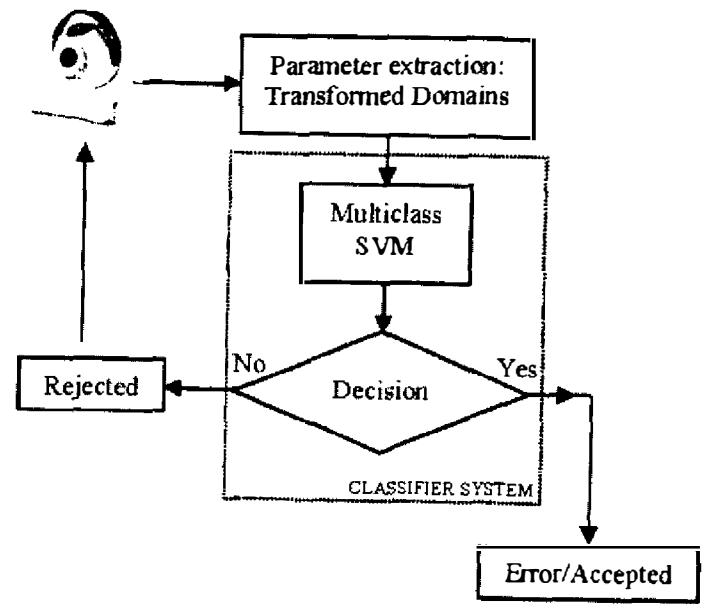 Parameter extraction:
Transformed Domains
Multiclass
SVM
No
Yes
Rejected
Decision
CLASSIFIER SYSTEM
Error/Accepted